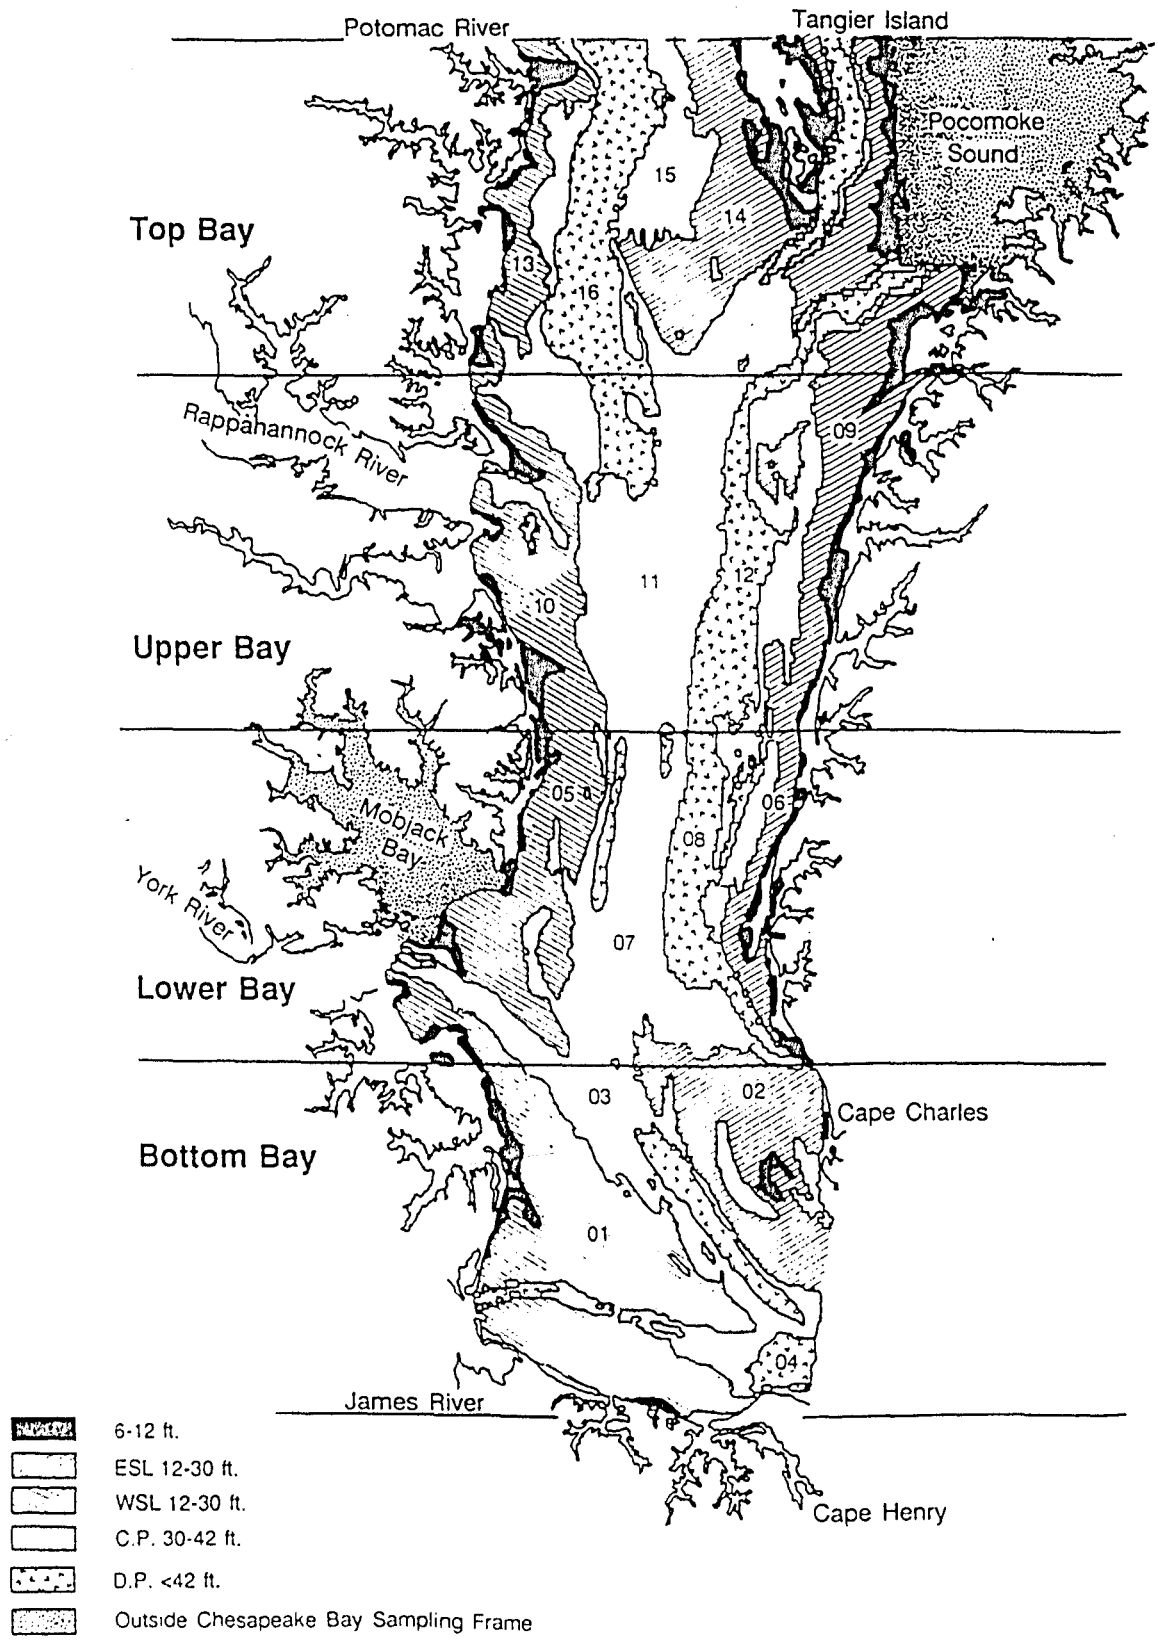 Potomac River
Tangier Island
Pocomoke
Sound
15
14
Top Bay
13
16
09
Rappahannock River
12
11
10
Upper Bay
05
06
Mobjack
Bay
08
York River
07
Lower Bay
03
02
Cape Charles
Bottom Bay
01
04
James River
6-12 ft.
ESL 12-30 ft.
WSL 12-30 ft.
C.P. 30-42 ft.
Cape Henry
D.P. <42 ft.
Outside Chesapeake Bay Sampling Frame